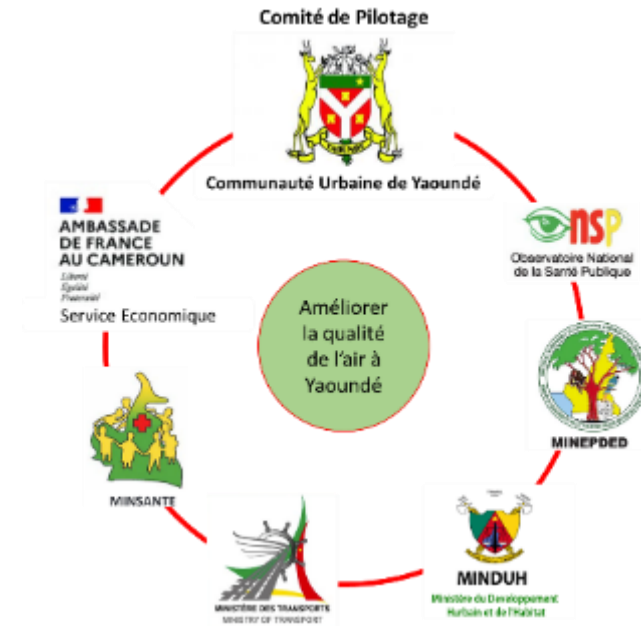 Comité de Pilotage
Communauté Urbaine de Yaoundé
nsp
Observatoire National
de la Santé Publique
AMBASSADE
DE FRANCE
AU CAMEROUN
Liberté
Égalité
Fraternité
Service Economique
Améliorer
la qualité
de l'air à
Yaoundé
MINEPDED
MINSANTE
MINDUH
Ministère du Developpement
Hurbain et de l'Habitat
MINISTÈRE DES TRANSPORTS
MINISTRY OF TRANSPORT